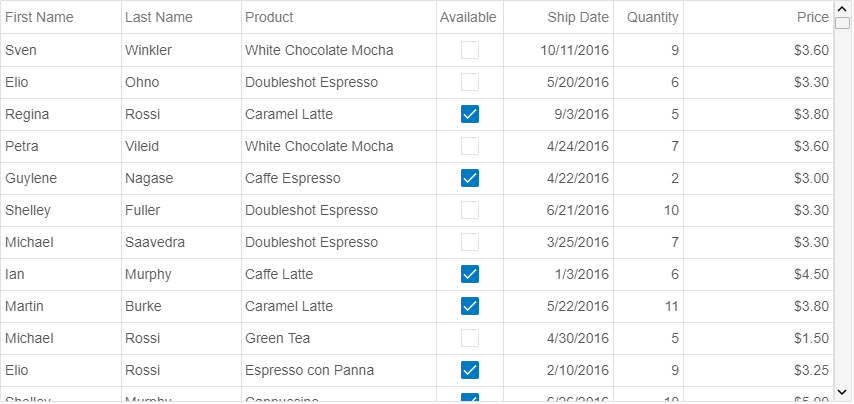 First Name Last Name Product Available Ship Date Quantity Price
Sven Winkler White Chocolate Mocha 10/11/2016 9 $3.60
Elio Ohno Doubleshot Espresso 5/20/2016 6 $3.30
Regina Rossi Caramel Latte 9/3/2016 5 $3.80
Petra Vileid White Chocolate Mocha 4/24/2016 7 $3.60
Guylene Nagase Caffe Espresso 4/22/2016 2 $3.00
Shelley Fuller Doubleshot Espresso 6/21/2016 10 $3.30
Michael Saavedra Doubleshot Espresso 3/25/2016 7 $3.30
Ian Murphy Caffe Latte 1/3/2016 6 $4.50
Martin Burke Caramel Latte 5/22/2016 11 $3.80
Michael Rossi Green Tea 4/30/2016 5 $1.50
Elio Rossi Espresso con Panna 2/10/2016 9 $3.25
Shelley Murphy Cappuccino